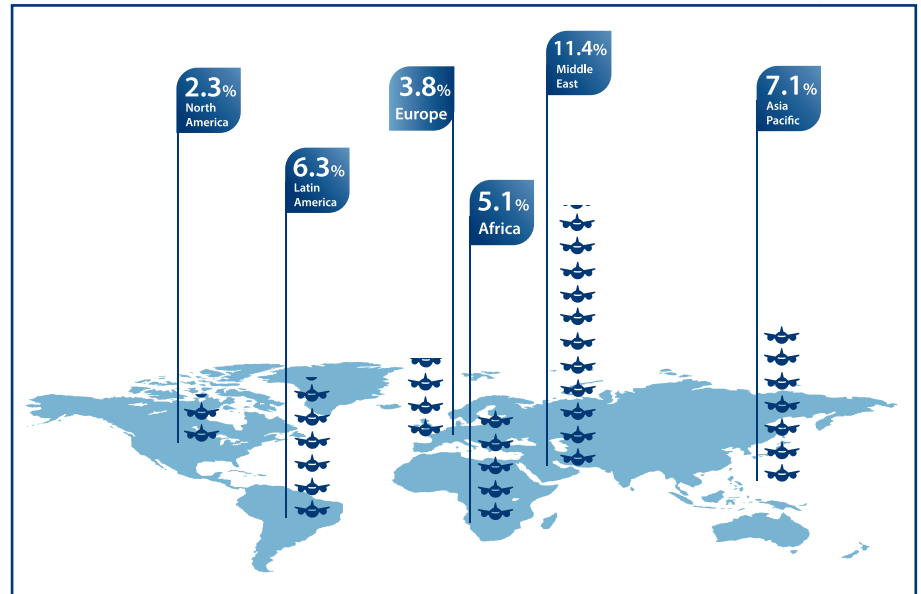 2.3%
North
America
6.3%
Latin
America
3.8%
Europe
5.1%
Africa
11.4%
Middle
East
7.1%
Asia
Pacific